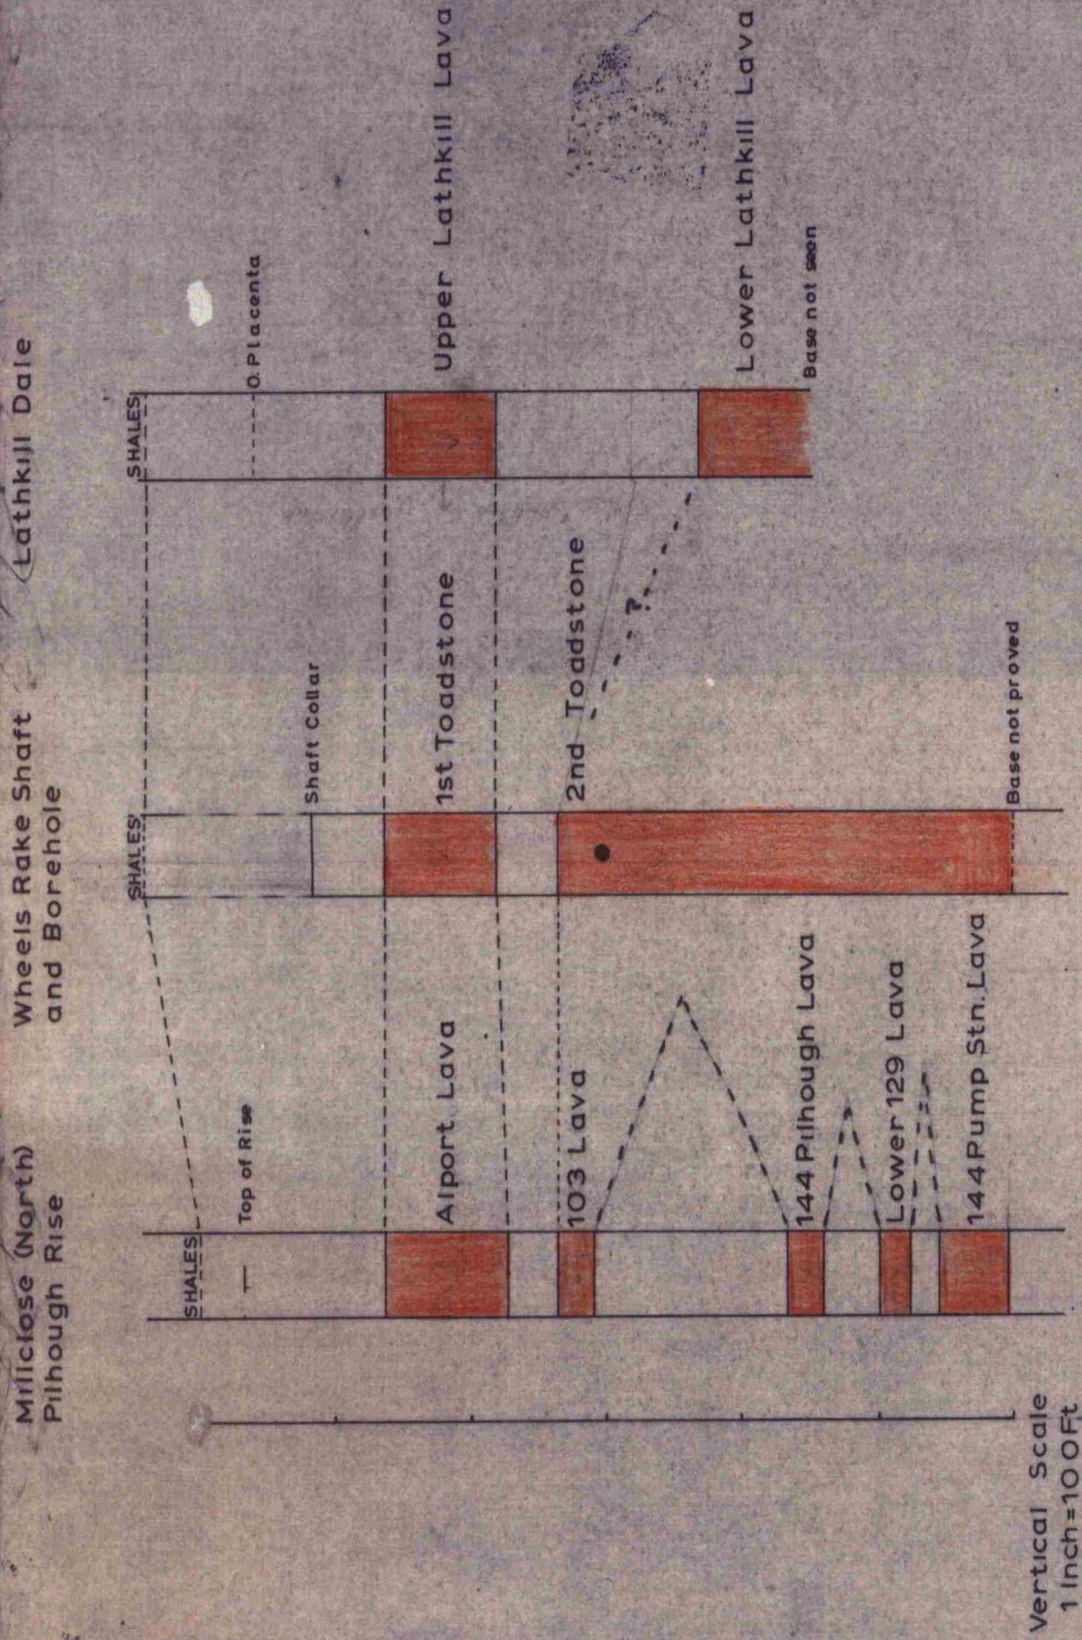 Millclose (North)
Pilhough Rise
SHALES
Top of Rise
Alport Lava
103 Lava
144 Pilhough Lava
Lower 129 Lava
144 Pump Stn. Lava
Vertical Scale
1 Inch = 100 Ft
Wheels Rake Shaft
and Borehole
SHALES
Shaft Collar
1st Toadstone
2nd Toadstone
?
Base not proved
Lathkill Dale
SHALES
O. Placenta
Upper Lathkill Lava
Lower Lathkill Lava
Base not seen